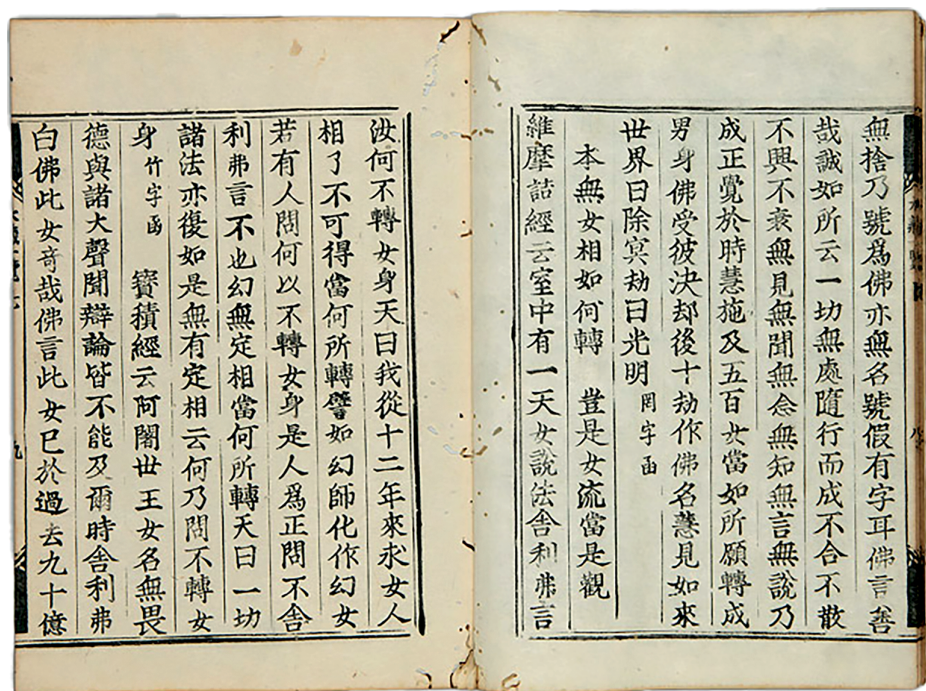 無捨乃號爲佛亦無名號假有字耳佛言善
哉誠如所云一切無處隨行而成不合不散
不興不衰無見無聞無念無知無言無說乃
成正覺於時慧施及五百女當如所願轉成
男身佛受彼決却後十劫作佛名慧見如來
世界曰除冥劫曰光明 罔字函
本無女相如何轉 豈是女流當是觀
維摩詰經云室中有一天女說法舍利弗言
汝何不轉女身天曰我從十二年來求女人
相了不可得當何所轉譬如幻師化作幻女
若有人問何以不轉女身是人爲正問不舍
利弗言不也幻無定相當何所轉天曰一切
諸法亦復如是無有定相云何乃問不轉女
身 竹字函 寶積經云阿闍世王女名無畏
德與諸大聲聞辯論皆不能及爾時舍利弗
白佛此女奇哉佛言此女已於過去九十億
九